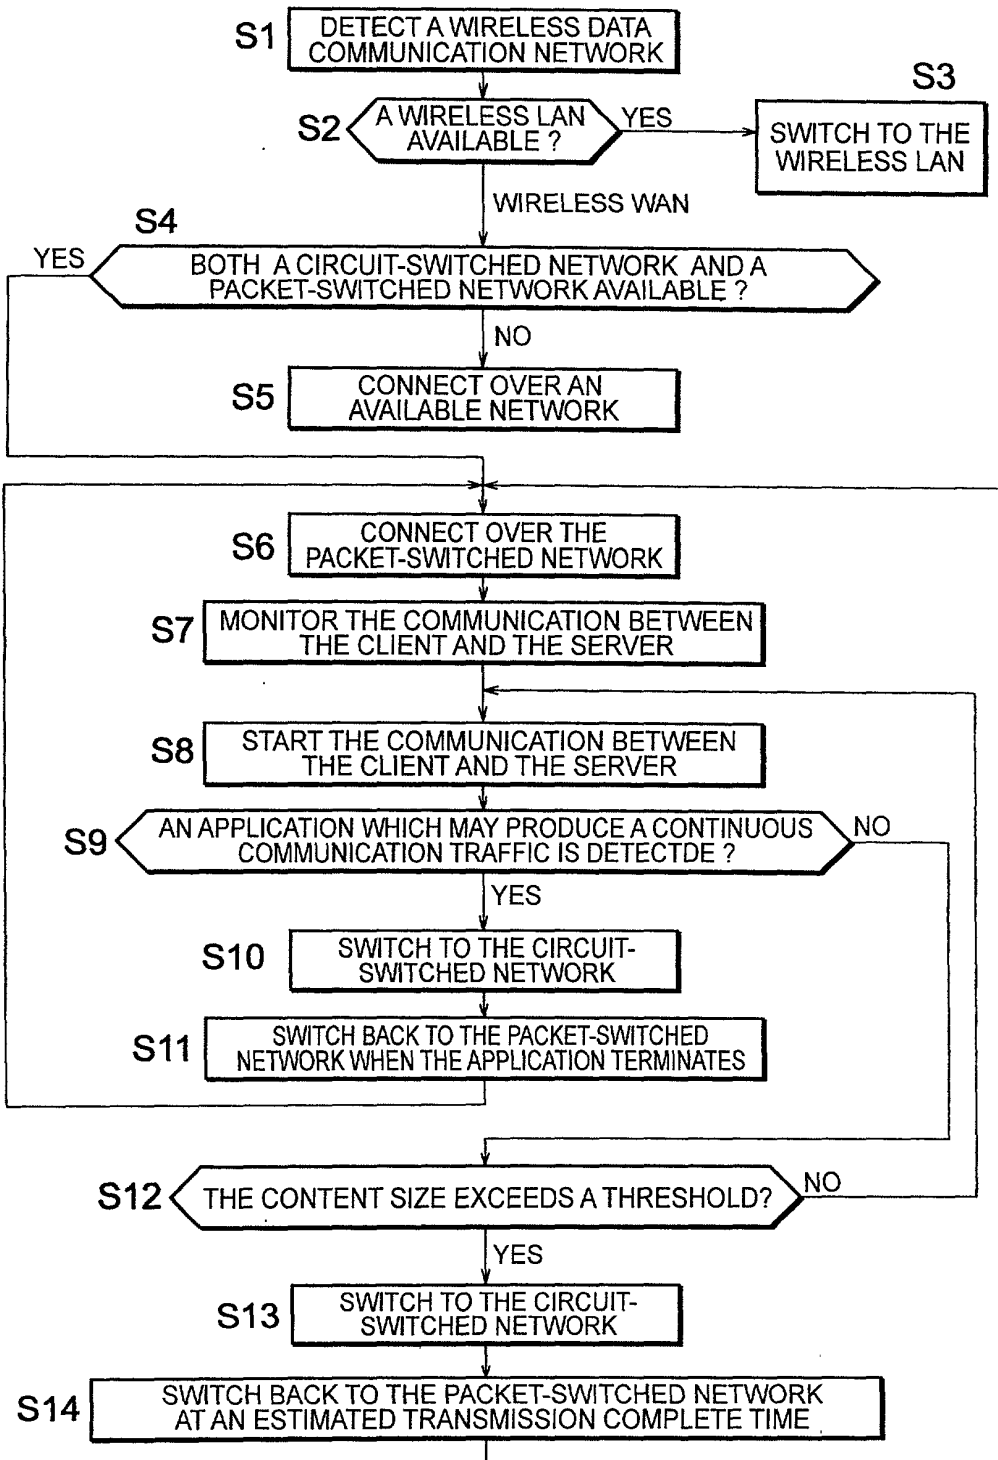 S1
DETECT A WIRELESS DATA
COMMUNICATION NETWORK
S2
A WIRELESS LAN
AVAILABLE ?
YES
S3
SWITCH TO THE
WIRELESS LAN
WIRELESS WAN
S4
YES
BOTH A CIRCUIT-SWITCHED NETWORK AND A
PACKET-SWITCHED NETWORK AVAILABLE ?
NO
S5
CONNECT OVER AN
AVAILABLE NETWORK
S6
CONNECT OVER THE
PACKET-SWITCHED NETWORK
S7
MONITOR THE COMMUNICATION BETWEEN
THE CLIENT AND THE SERVER
S8
START THE COMMUNICATION BETWEEN
THE CLIENT AND THE SERVER
S9
AN APPLICATION WHICH MAY PRODUCE A CONTINUOUS
COMMUNICATION TRAFFIC IS DETECTDE ?
NO
YES
S10
SWITCH TO THE CIRCUIT-
SWITCHED NETWORK
S11
SWITCH BACK TO THE PACKET-SWITCHED
NETWORK WHEN THE APPLICATION TERMINATES
S12
THE CONTENT SIZE EXCEEDS A THRESHOLD?
NO
YES
S13
SWITCH TO THE CIRCUIT-
SWITCHED NETWORK
S14
SWITCH BACK TO THE PACKET-SWITCHED NETWORK
AT AN ESTIMATED TRANSMISSION COMPLETE TIME